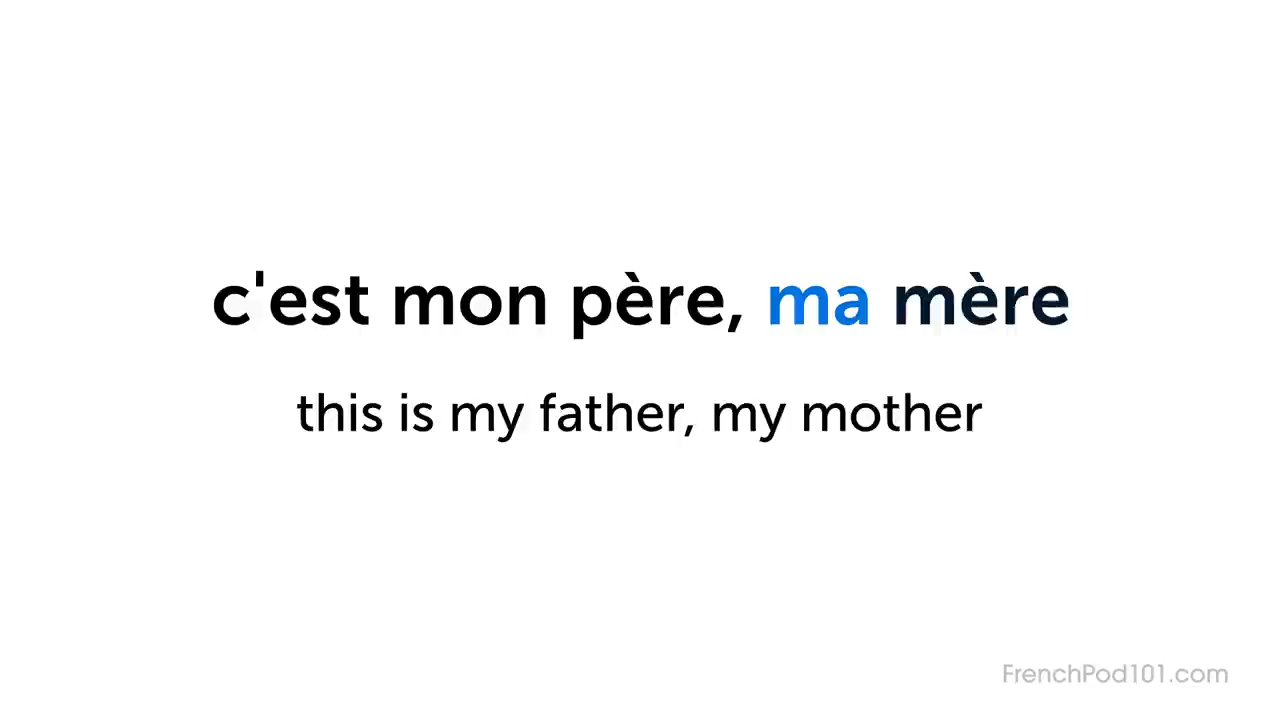 c'est mon père, ma mère
this is my father, my mother
FrenchPod101.com